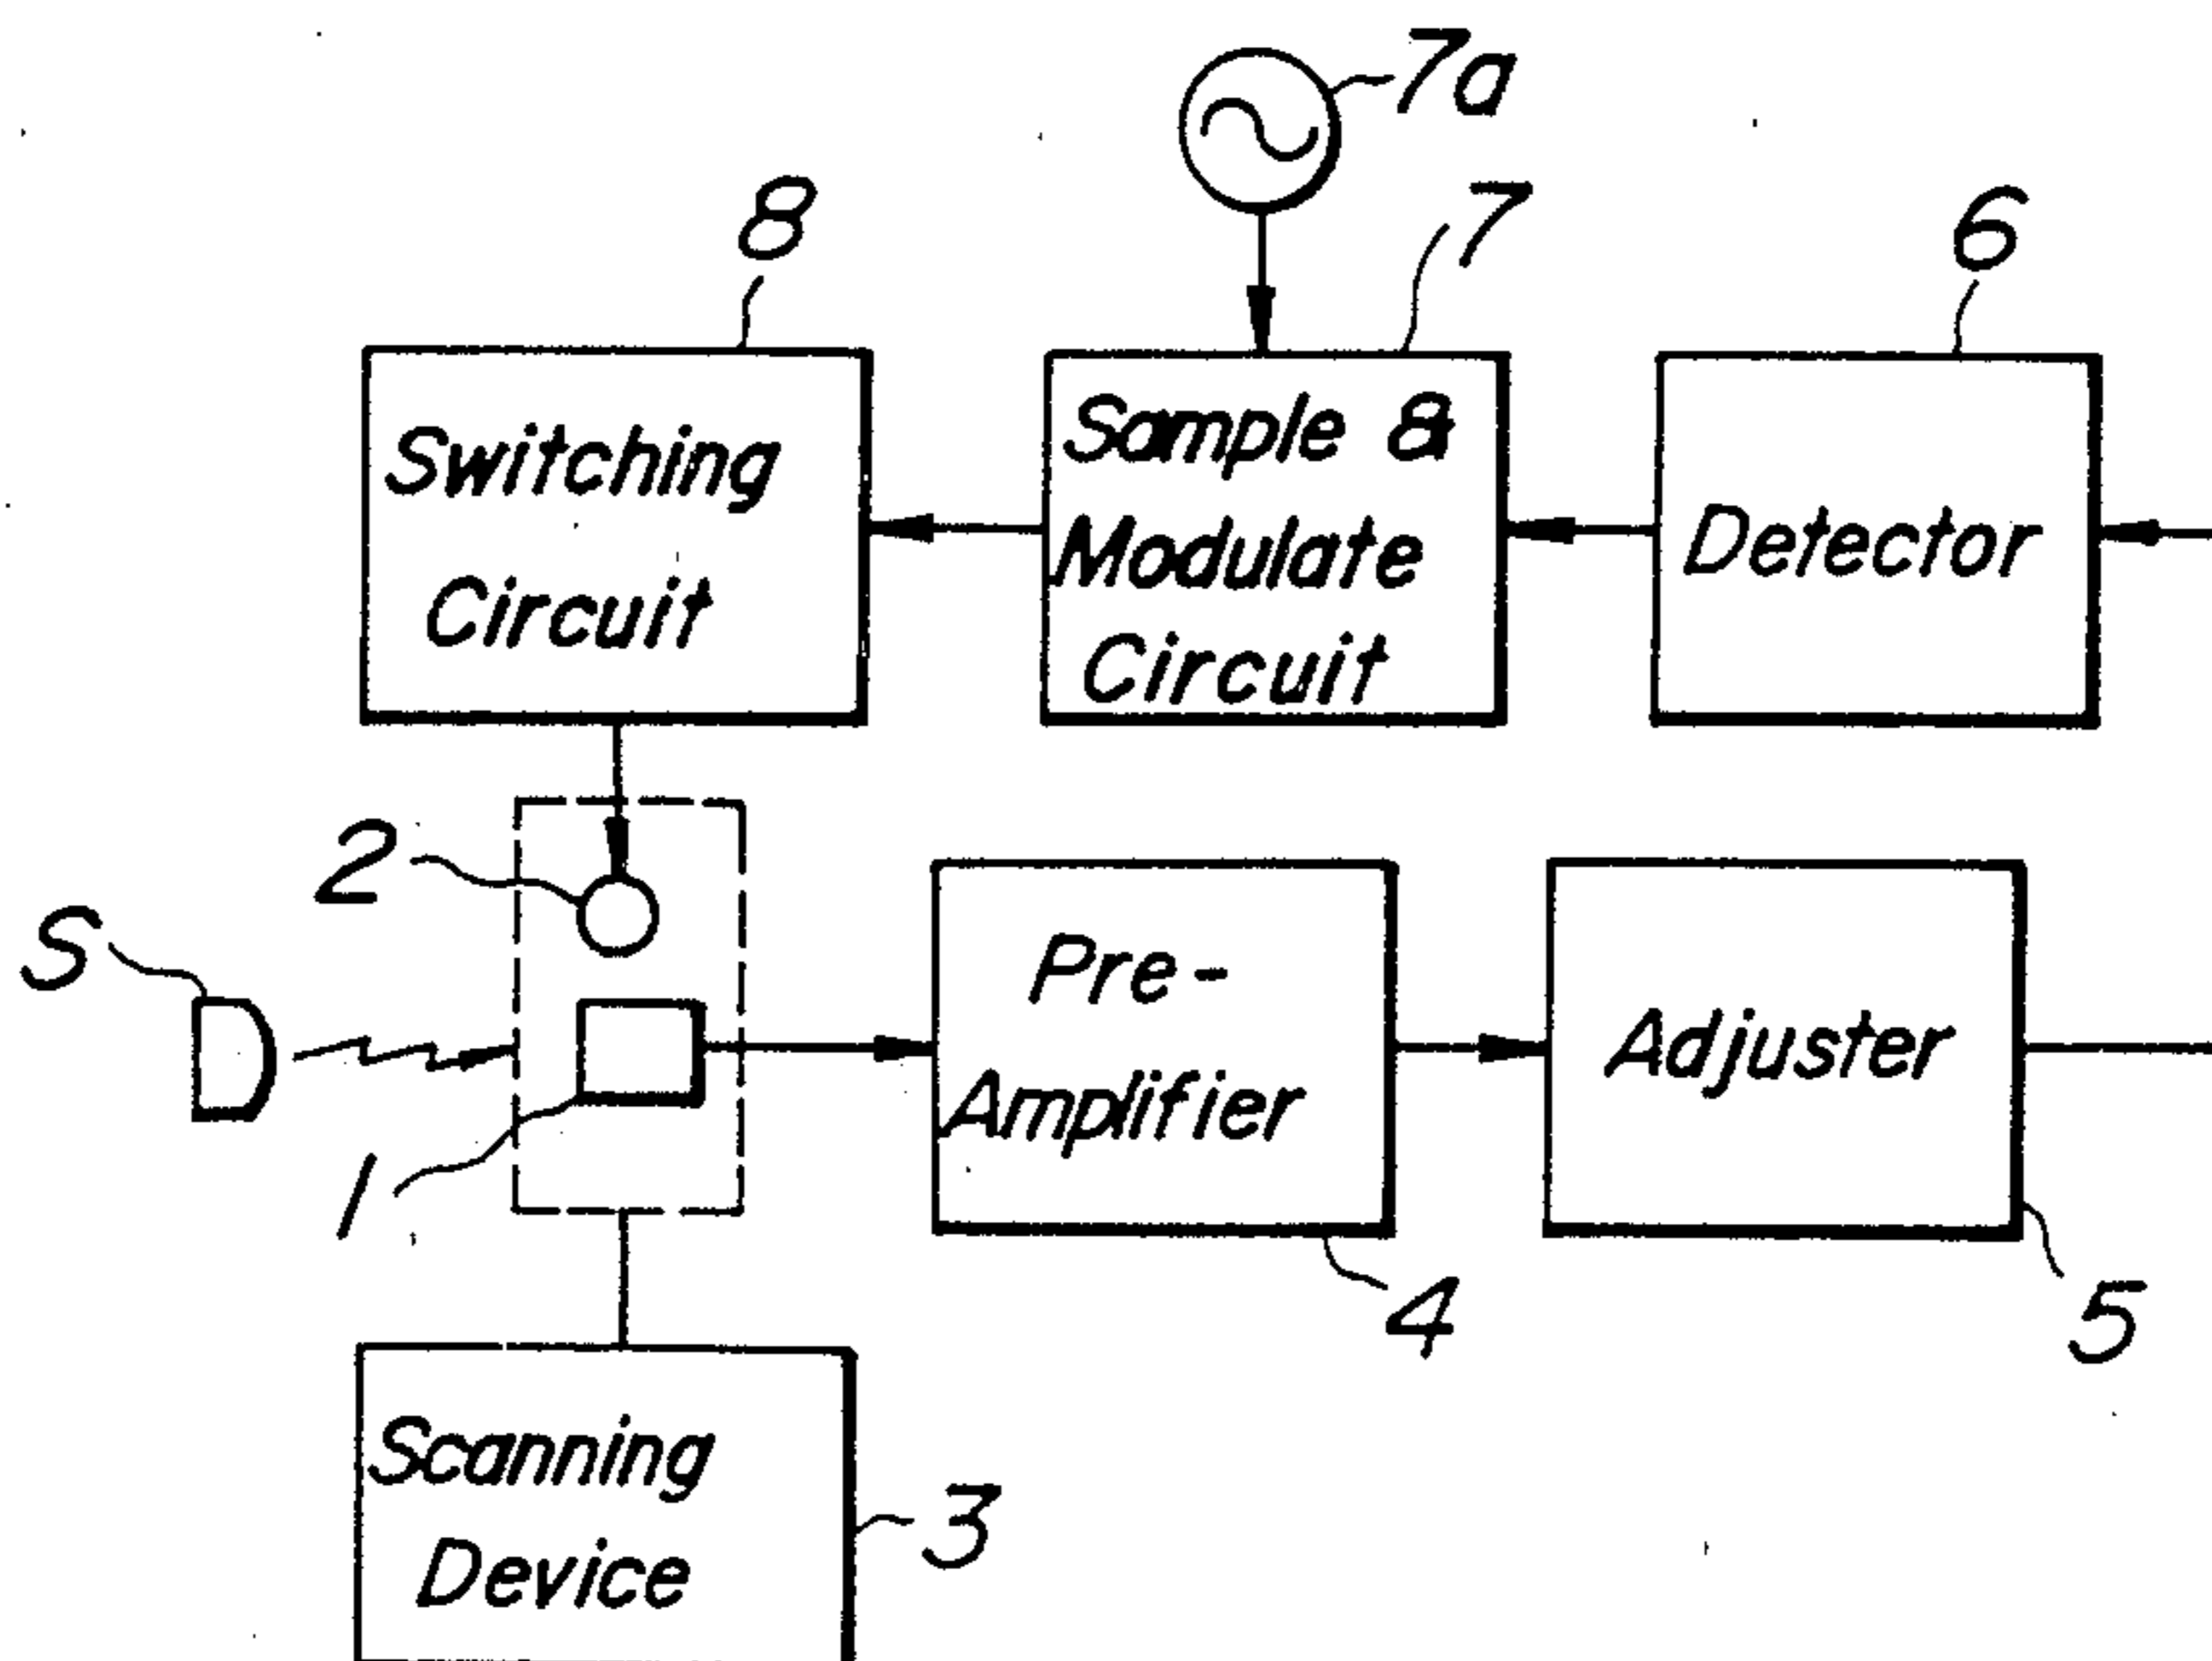 7a
8
7
6
Switching
Circuit
Sample &
Modulate
Circuit
Detector
2
S
Pre-
Amplifier
Adjuster
1
4
5
Scanning
Device
3